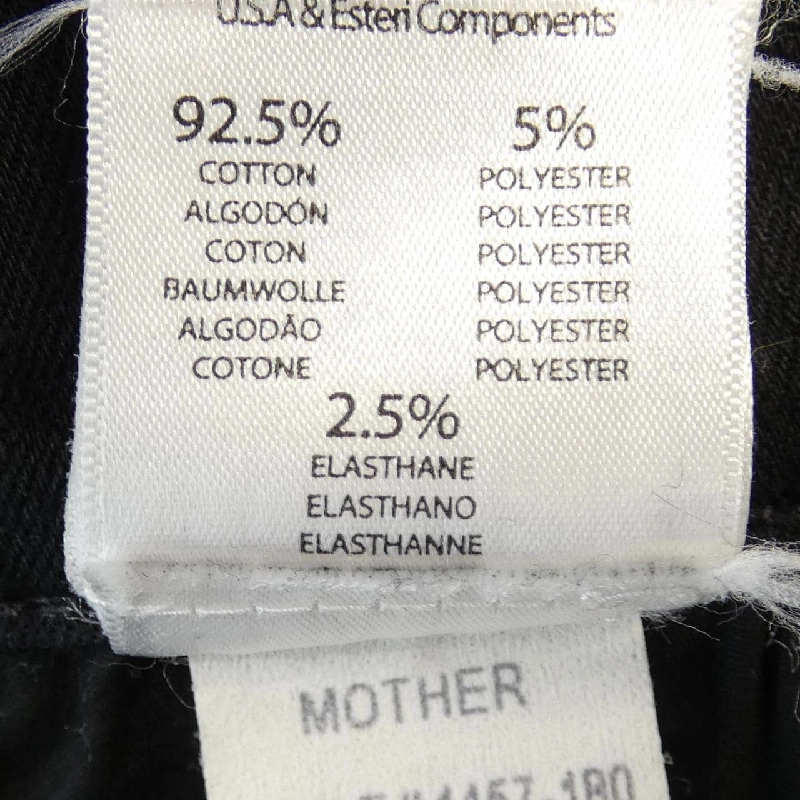 U.S.A & Esteri Components
92.5%
COTTON
ALGODÓN
COTON
BAUMWOLLE
ALGODÃO
COTONE
5%
POLYESTER
POLYESTER
POLYESTER
POLYESTER
POLYESTER
POLYESTER
2.5%
ELASTHANE
ELASTHANO
ELASTHANNE
MOTHER